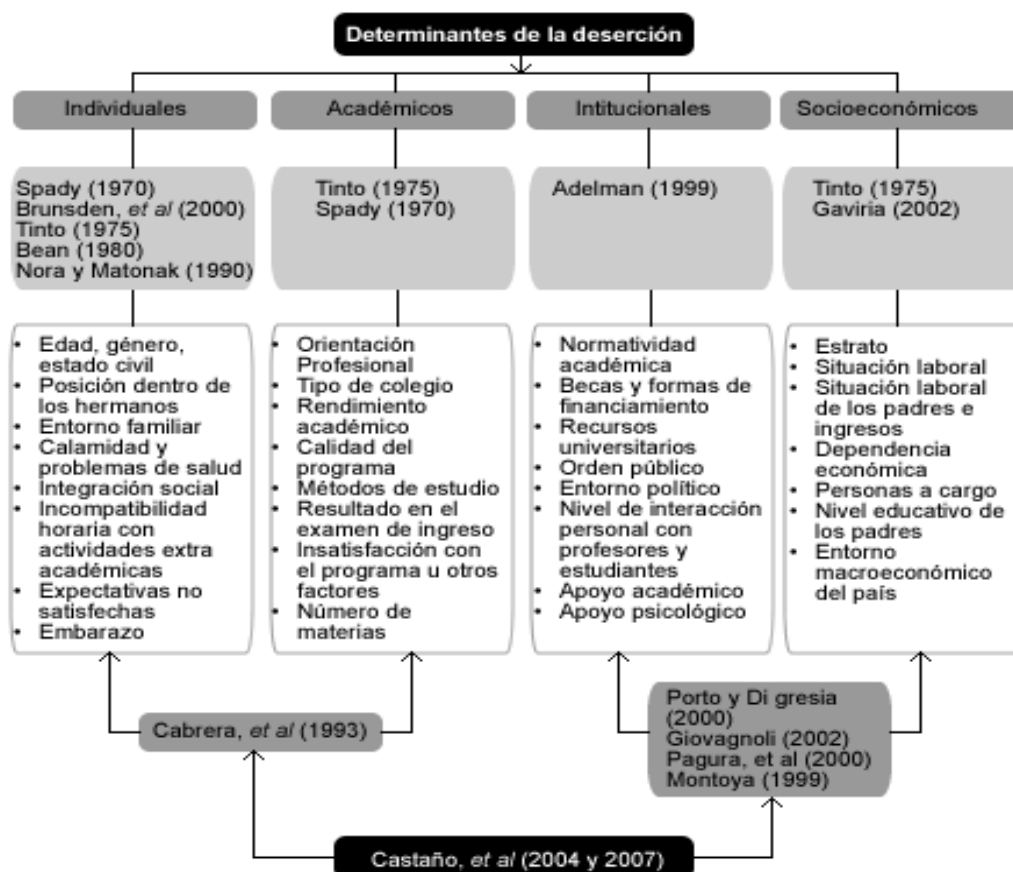 Determinantes de la deserción
Individuales
Académicos
Intitucionales
Socioeconómicos
Spady (1970)
Brunsden, et al (2000)
Tinto (1975)
Bean (1980)
Nora y Matonak (1990)
Tinto (1975)
Spady (1970)
Adelman (1999)
Tinto (1975)
Gaviria (2002)
• Edad, género,
estado civil
• Posición dentro de
los hermanos
• Entorno familiar
• Calamidad y
problemas de salud
• Integración social
• Incompatibilidad
horaria con
actividades extra
académicas
• Expectativas no
satisfechas
• Embarazo
• Orientación
Profesional
• Tipo de colegio
• Rendimiento
académico
• Calidad del
programa
• Métodos de estudio
• Resultado en el
examen de ingreso
• Insatisfacción con
el programa u otros
factores
• Número de
materias
• Normatividad
académica
• Becas y formas de
financiamiento
• Recursos
universitarios
• Orden público
• Entorno político
• Nivel de interacción
personal con
profesores y
estudiantes
• Apoyo académico
• Apoyo psicológico
• Estrato
• Situación laboral
• Situación laboral
de los padres e
ingresos
• Dependencia
económica
• Personas a cargo
• Nivel educativo de
los padres
• Entorno
macroeconómico
del país
Cabrera, et al (1993)
Porto y Di gresia
(2000)
Giovagnoli (2002)
Pagura, et al (2000)
Montoya (1999)
Castaño, et al (2004 y 2007)